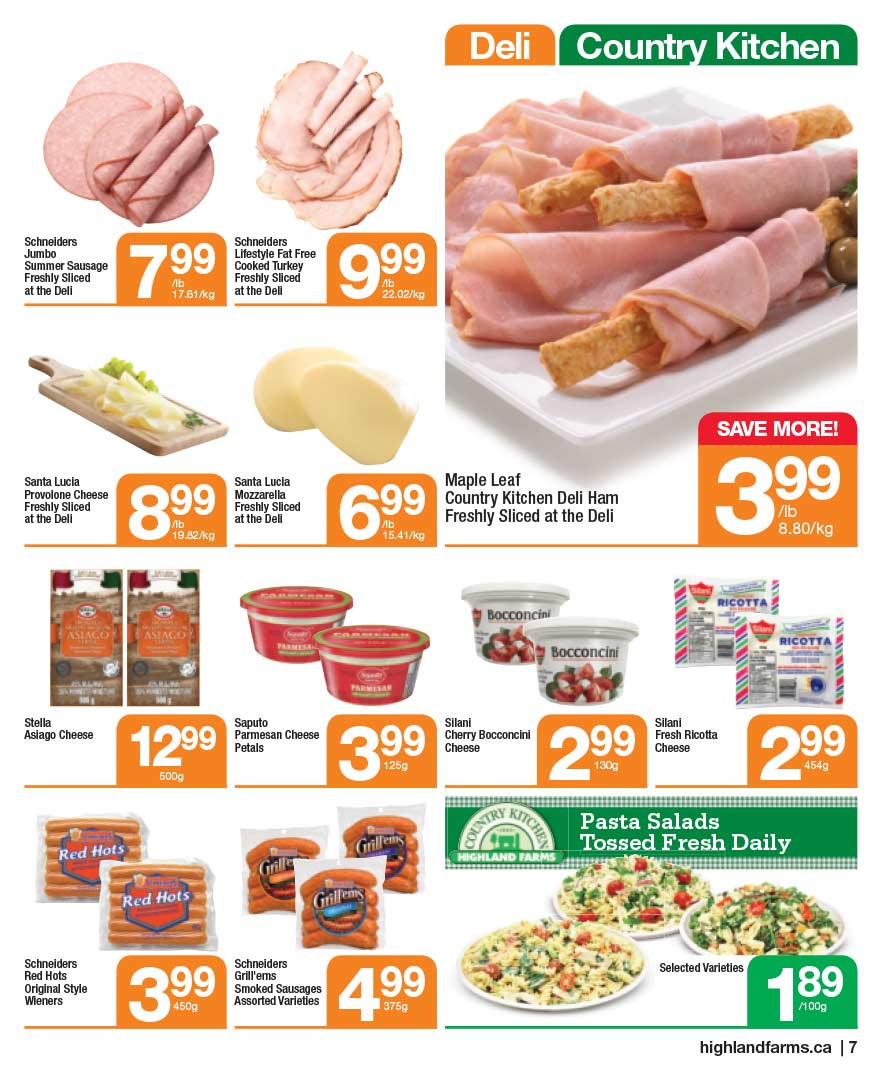 Deli
Country Kitchen
Schneiders
Jumbo
Summer Sausage
Freshly Sliced
at the Deli
7.99
/lb
17.61/kg
Schneiders
Lifestyle Fat Free
Cooked Turkey
Freshly Sliced
at the Deli
9.99
/lb
22.02/kg
Santa Lucia
Provolone Cheese
Freshly Sliced
at the Deli
8.99
/lb
19.82/kg
Santa Lucia
Mozzarella
Freshly Sliced
at the Deli
6.99
/lb
15.41/kg
Maple Leaf
Country Kitchen Deli Ham
Freshly Sliced at the Deli
SAVE MORE!
3.99
/lb
8.80/kg
ASIAGO
ASIAGO
900 g
Stella
Asiago Cheese
12.99
500g
PARMESAN
Saputo
PARMESAN
PARMESAN
Saputo
PARMESAN
Saputo
Parmesan Cheese
Petals
3.99
125g
Bocconcini
Bocconcini
Silani
Cherry Bocconcini
Cheese
2.99
130g
Silani
RICOTTA
Silani
RICOTTA
Silani
Fresh Ricotta
Cheese
2.99
454g
Red Hots
Red Hots
Schneiders
Red Hots
Original Style
Wieners
3.99
450g
Grill'ems
Grill'ems
Grill'ems
ORIGINAL
Schneiders
Grill'ems
Smoked Sausages
Assorted Varieties
4.99
375g
COUNTRY KITCHEN
HIGHLAND FARMS
Pasta Salads
Tossed Fresh Daily
Selected Varieties
1.89
/100g
highlandfarms.ca | 7